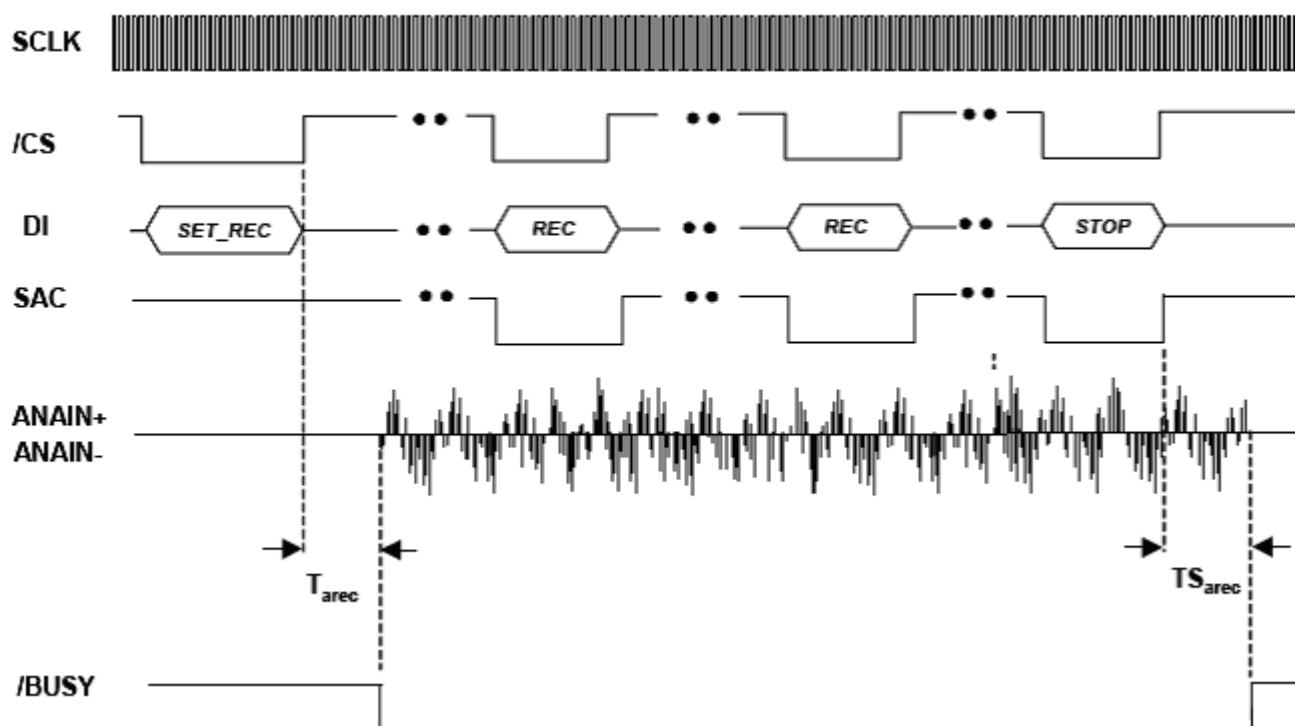 SCLK
/CS
DI SET_REC REC REC STOP
SAC
ANAIN+
ANAIN-
Tarec TSarec
/BUSY